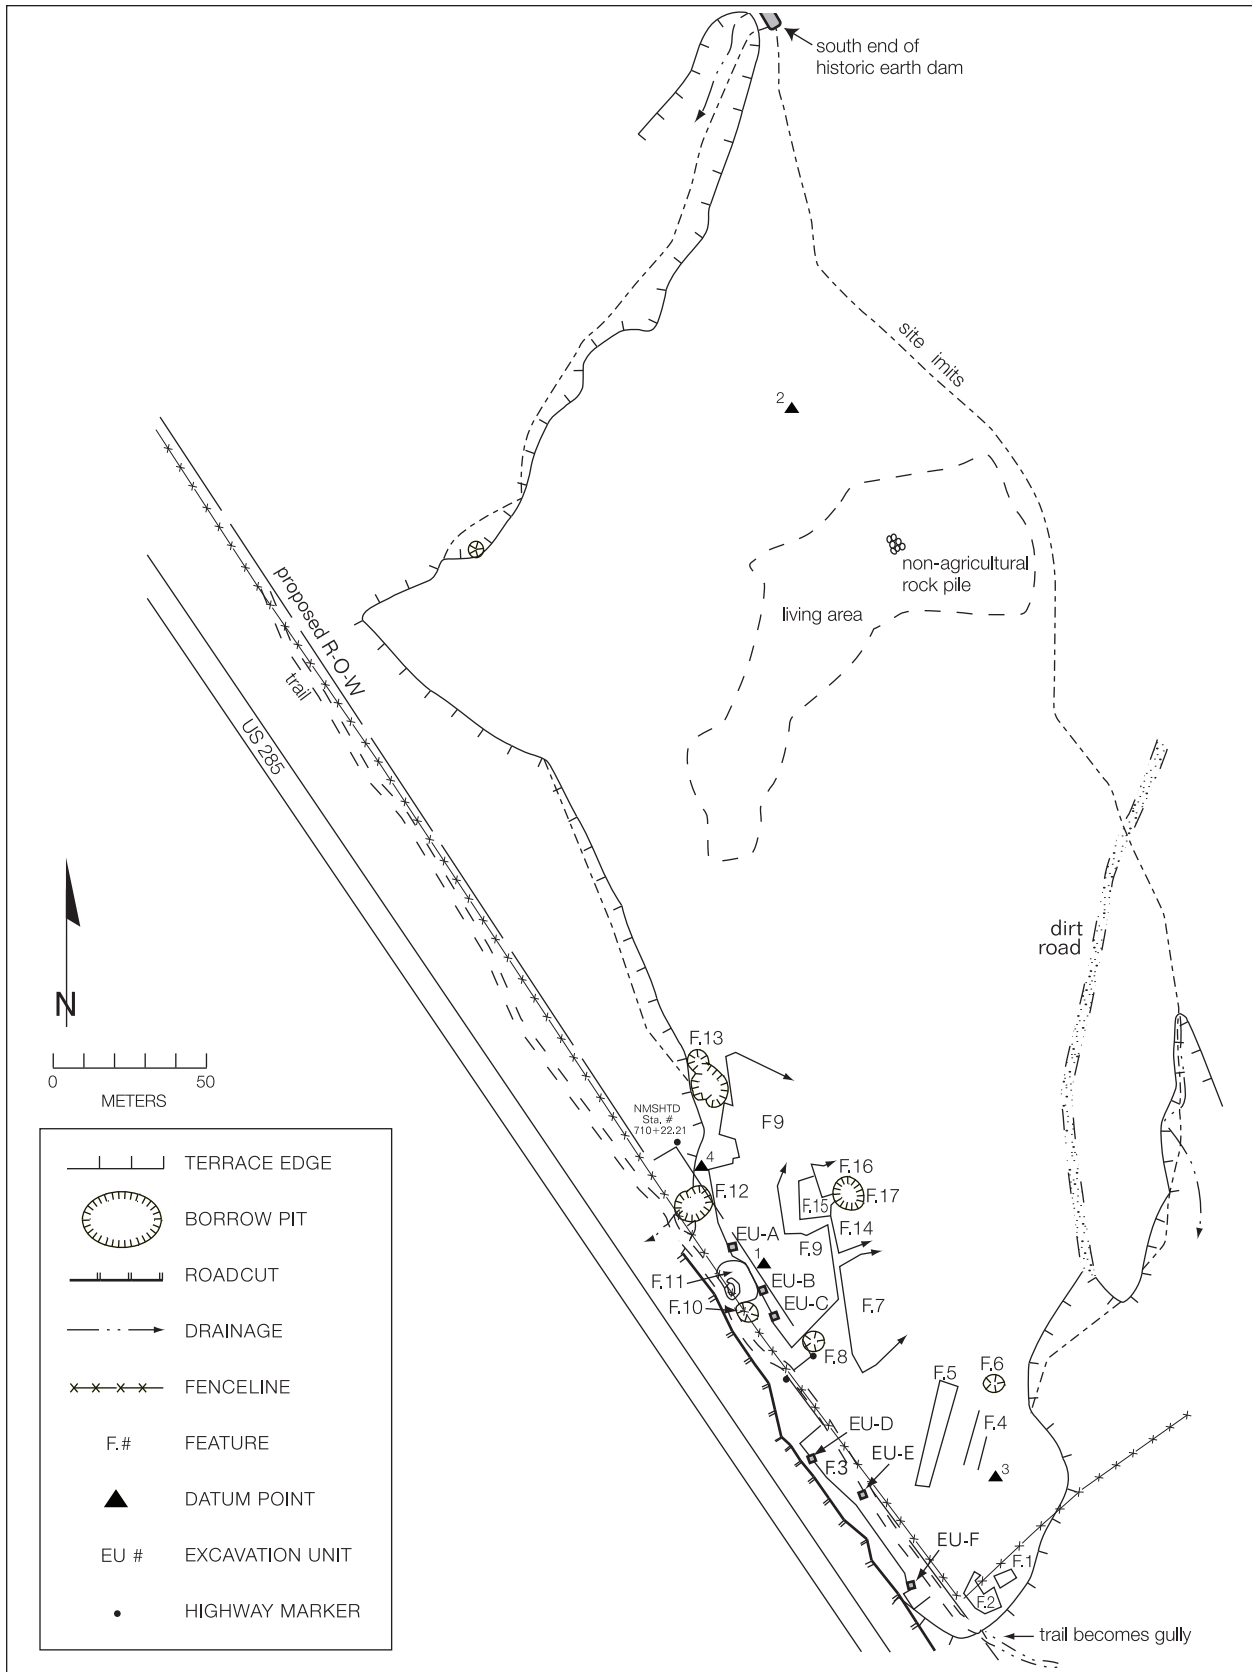 south end of
historic earth dam
site imits
2
non-agricultural
rock pile
living area
proposed R-O-W
trail
US 285
dirt
road
N
0 50
METERS
F.13
NMSHTD
Sta. #
710+22.21
F9
4
F.12
F.16
F.15
F.17
F.14
EU-A
1
F.9
F.11
EU-B
EU-C
F.10
F.7
F.8
F.5
F.6
EU-D
F.4
EU-E
F.3
3
EU-F
F.1
F.2
trail becomes gully
TERRACE EDGE
BORROW PIT
ROADCUT
DRAINAGE
FENCELINE
F.# FEATURE
DATUM POINT
EU # EXCAVATION UNIT
HIGHWAY MARKER